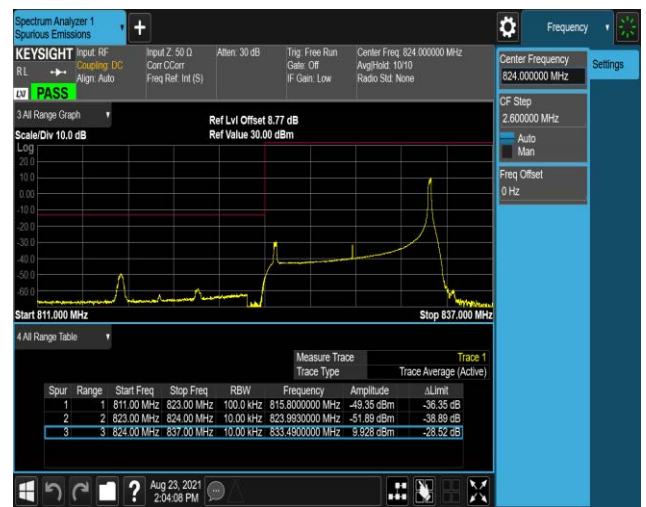 Spectrum Analyzer 1
Spurious Emissions
+
Frequency
KEYSIGHT Input: RF Input Z: 50 Ω Atten: 30 dB Trig: Free Run Center Freq: 824.000000 MHz
RL Coupling: DC Corr CCorr Gate: Off Avg|Hold: 10/10
Align: Auto Freq Ref: Int (S) IF Gain: Low Radio Std: None
LXI PASS
Center Frequency
824.000000 MHz
Settings
CF Step
2.600000 MHz
Auto
Man
Freq Offset
0 Hz
3 All Range Graph
Ref Lvl Offset 8.77 dB
Scale/Div 10.0 dB Ref Value 30.00 dBm
Log
20.0
10.0
0.00
-10.0
-20.0
-30.0
-40.0
-50.0
-60.0
Start 811.000 MHz Stop 837.000 MHz
4 All Range Table
Measure Trace Trace 1
Trace Type Trace Average (Active)
Spur Range Start Freq Stop Freq RBW Frequency Amplitude ΔLimit
1 1 811.00 MHz 823.00 MHz 100.0 kHz 815.8000000 MHz -49.35 dBm -36.35 dB
2 2 823.00 MHz 824.00 MHz 10.00 kHz 823.9930000 MHz -51.89 dBm -38.89 dB
3 3 824.00 MHz 837.00 MHz 10.00 kHz 833.4900000 MHz 9.928 dBm -28.52 dB
? Aug 23, 2021
2:04:08 PM